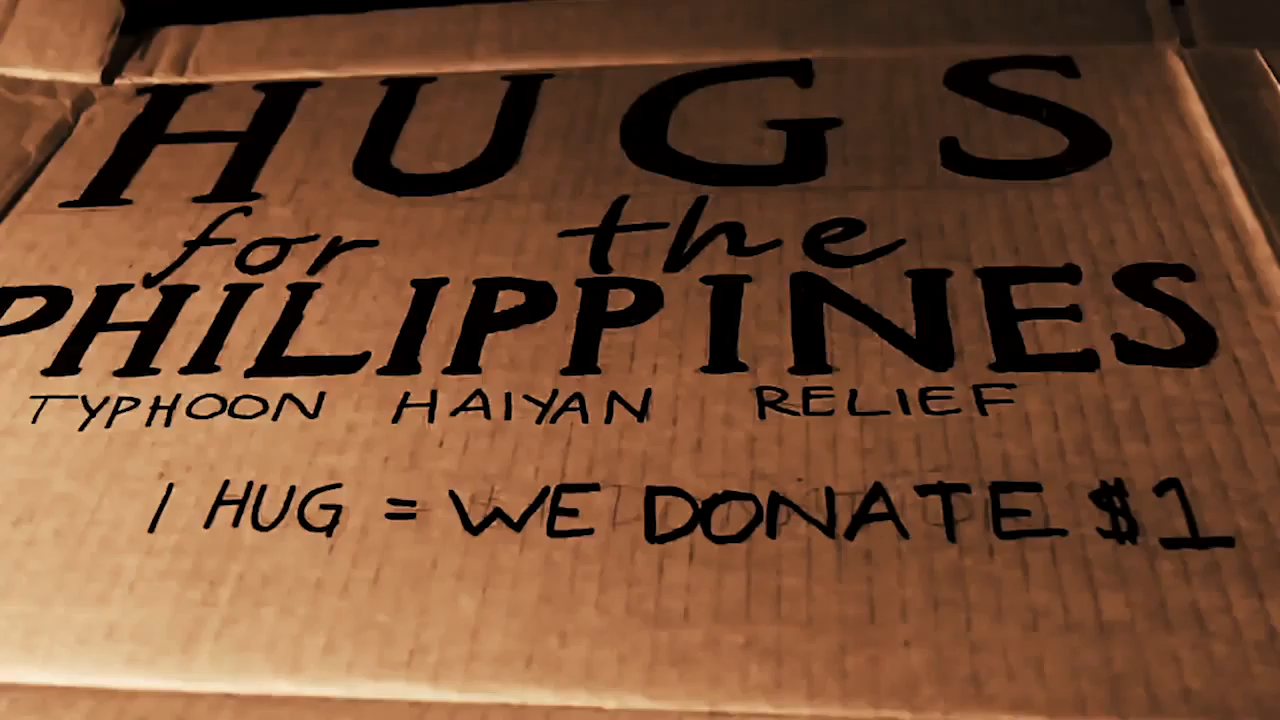 HUGS
for the
PHILIPPINES
TYPHOON HAIYAN RELIEF
1 HUG = WE DONATE $1